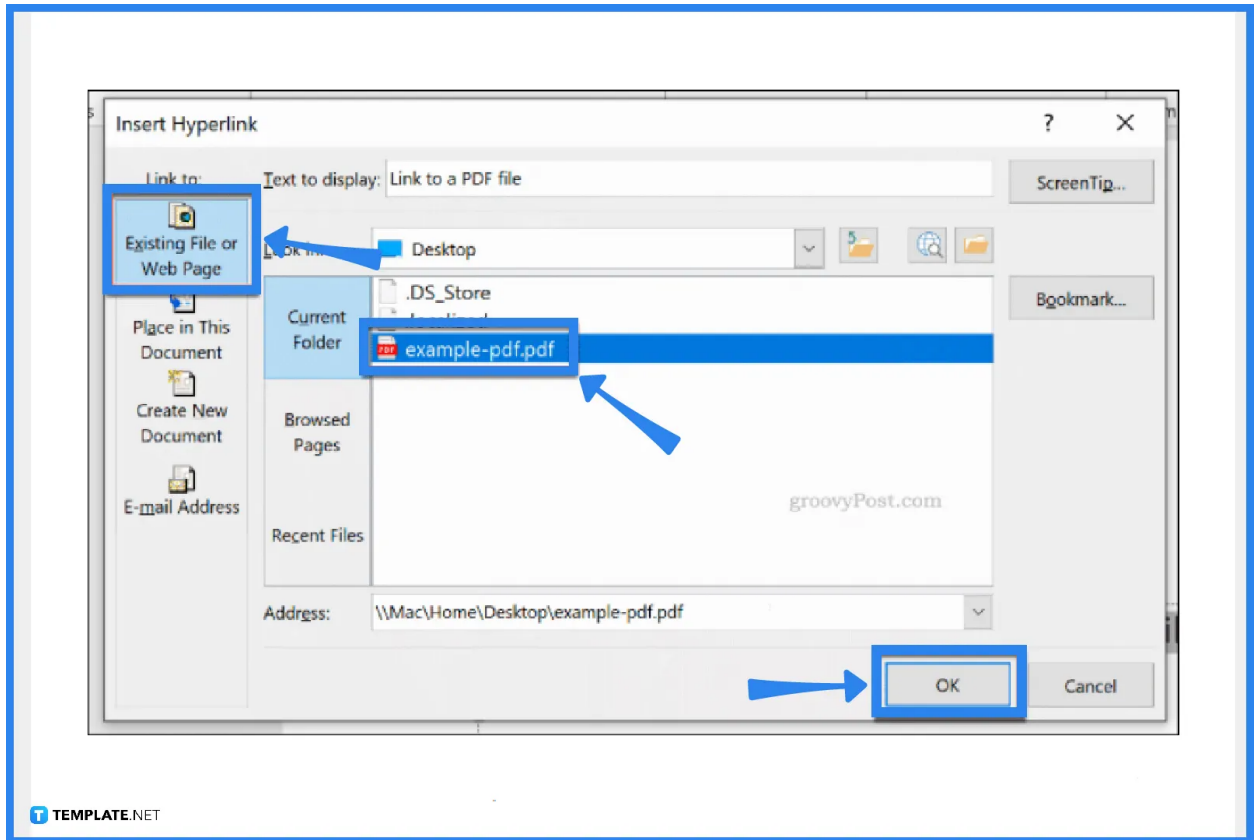 Insert Hyperlink
?
Link to:
Text to display:
Link to a PDF file
ScreenTip...
Existing File or
Web Page
Look in:
Desktop
Place in This
Document
Create New
Document
E-mail Address
Current
Folder
Browsed
Pages
Recent Files
.DS_Store
example-pdf.pdf
Bookmark...
groovyPost.com
Address:
\\Mac\Home\Desktop\example-pdf.pdf
OK
Cancel
T TEMPLATE.NET